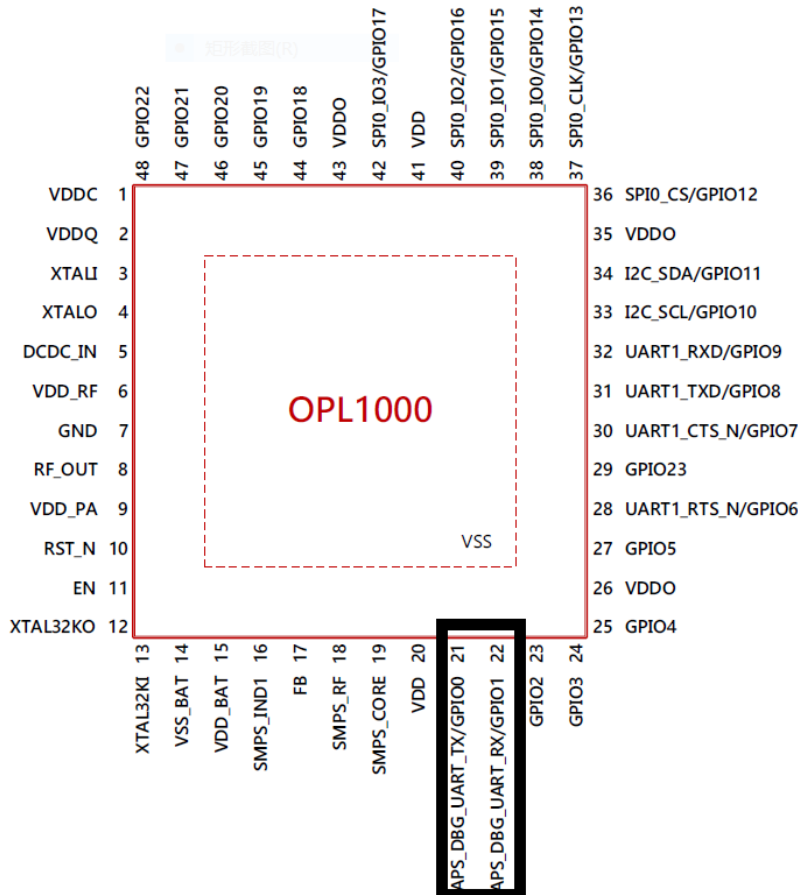 矩形截图(R)
48 GPIO22
47 GPIO21
46 GPIO20
45 GPIO19
44 GPIO18
43 VDDO
42 SPI0_IO3/GPIO17
41 VDD
40 SPI0_IO2/GPIO16
39 SPI0_IO1/GPIO15
38 SPI0_IO0/GPIO14
37 SPI0_CLK/GPIO13
VDDC 1
VDDQ 2
XTALI 3
XTALO 4
DCDC_IN 5
VDD_RF 6
GND 7
RF_OUT 8
VDD_PA 9
RST_N 10
EN 11
XTAL32KO 12
36 SPI0_CS/GPIO12
35 VDDO
34 I2C_SDA/GPIO11
33 I2C_SCL/GPIO10
32 UART1_RXD/GPIO9
31 UART1_TXD/GPIO8
30 UART1_CTS_N/GPIO7
29 GPIO23
28 UART1_RTS_N/GPIO6
27 GPIO5
26 VDDO
25 GPIO4
OPL1000
VSS
XTAL32KI 13
VSS_BAT 14
VDD_BAT 15
SMPS_IND1 16
FB 17
SMPS_RF 18
SMPS_CORE 19
VDD 20
APS_DBG_UART_TX/GPIO0 21
APS_DBG_UART_RX/GPIO1 22
GPIO2 23
GPIO3 24